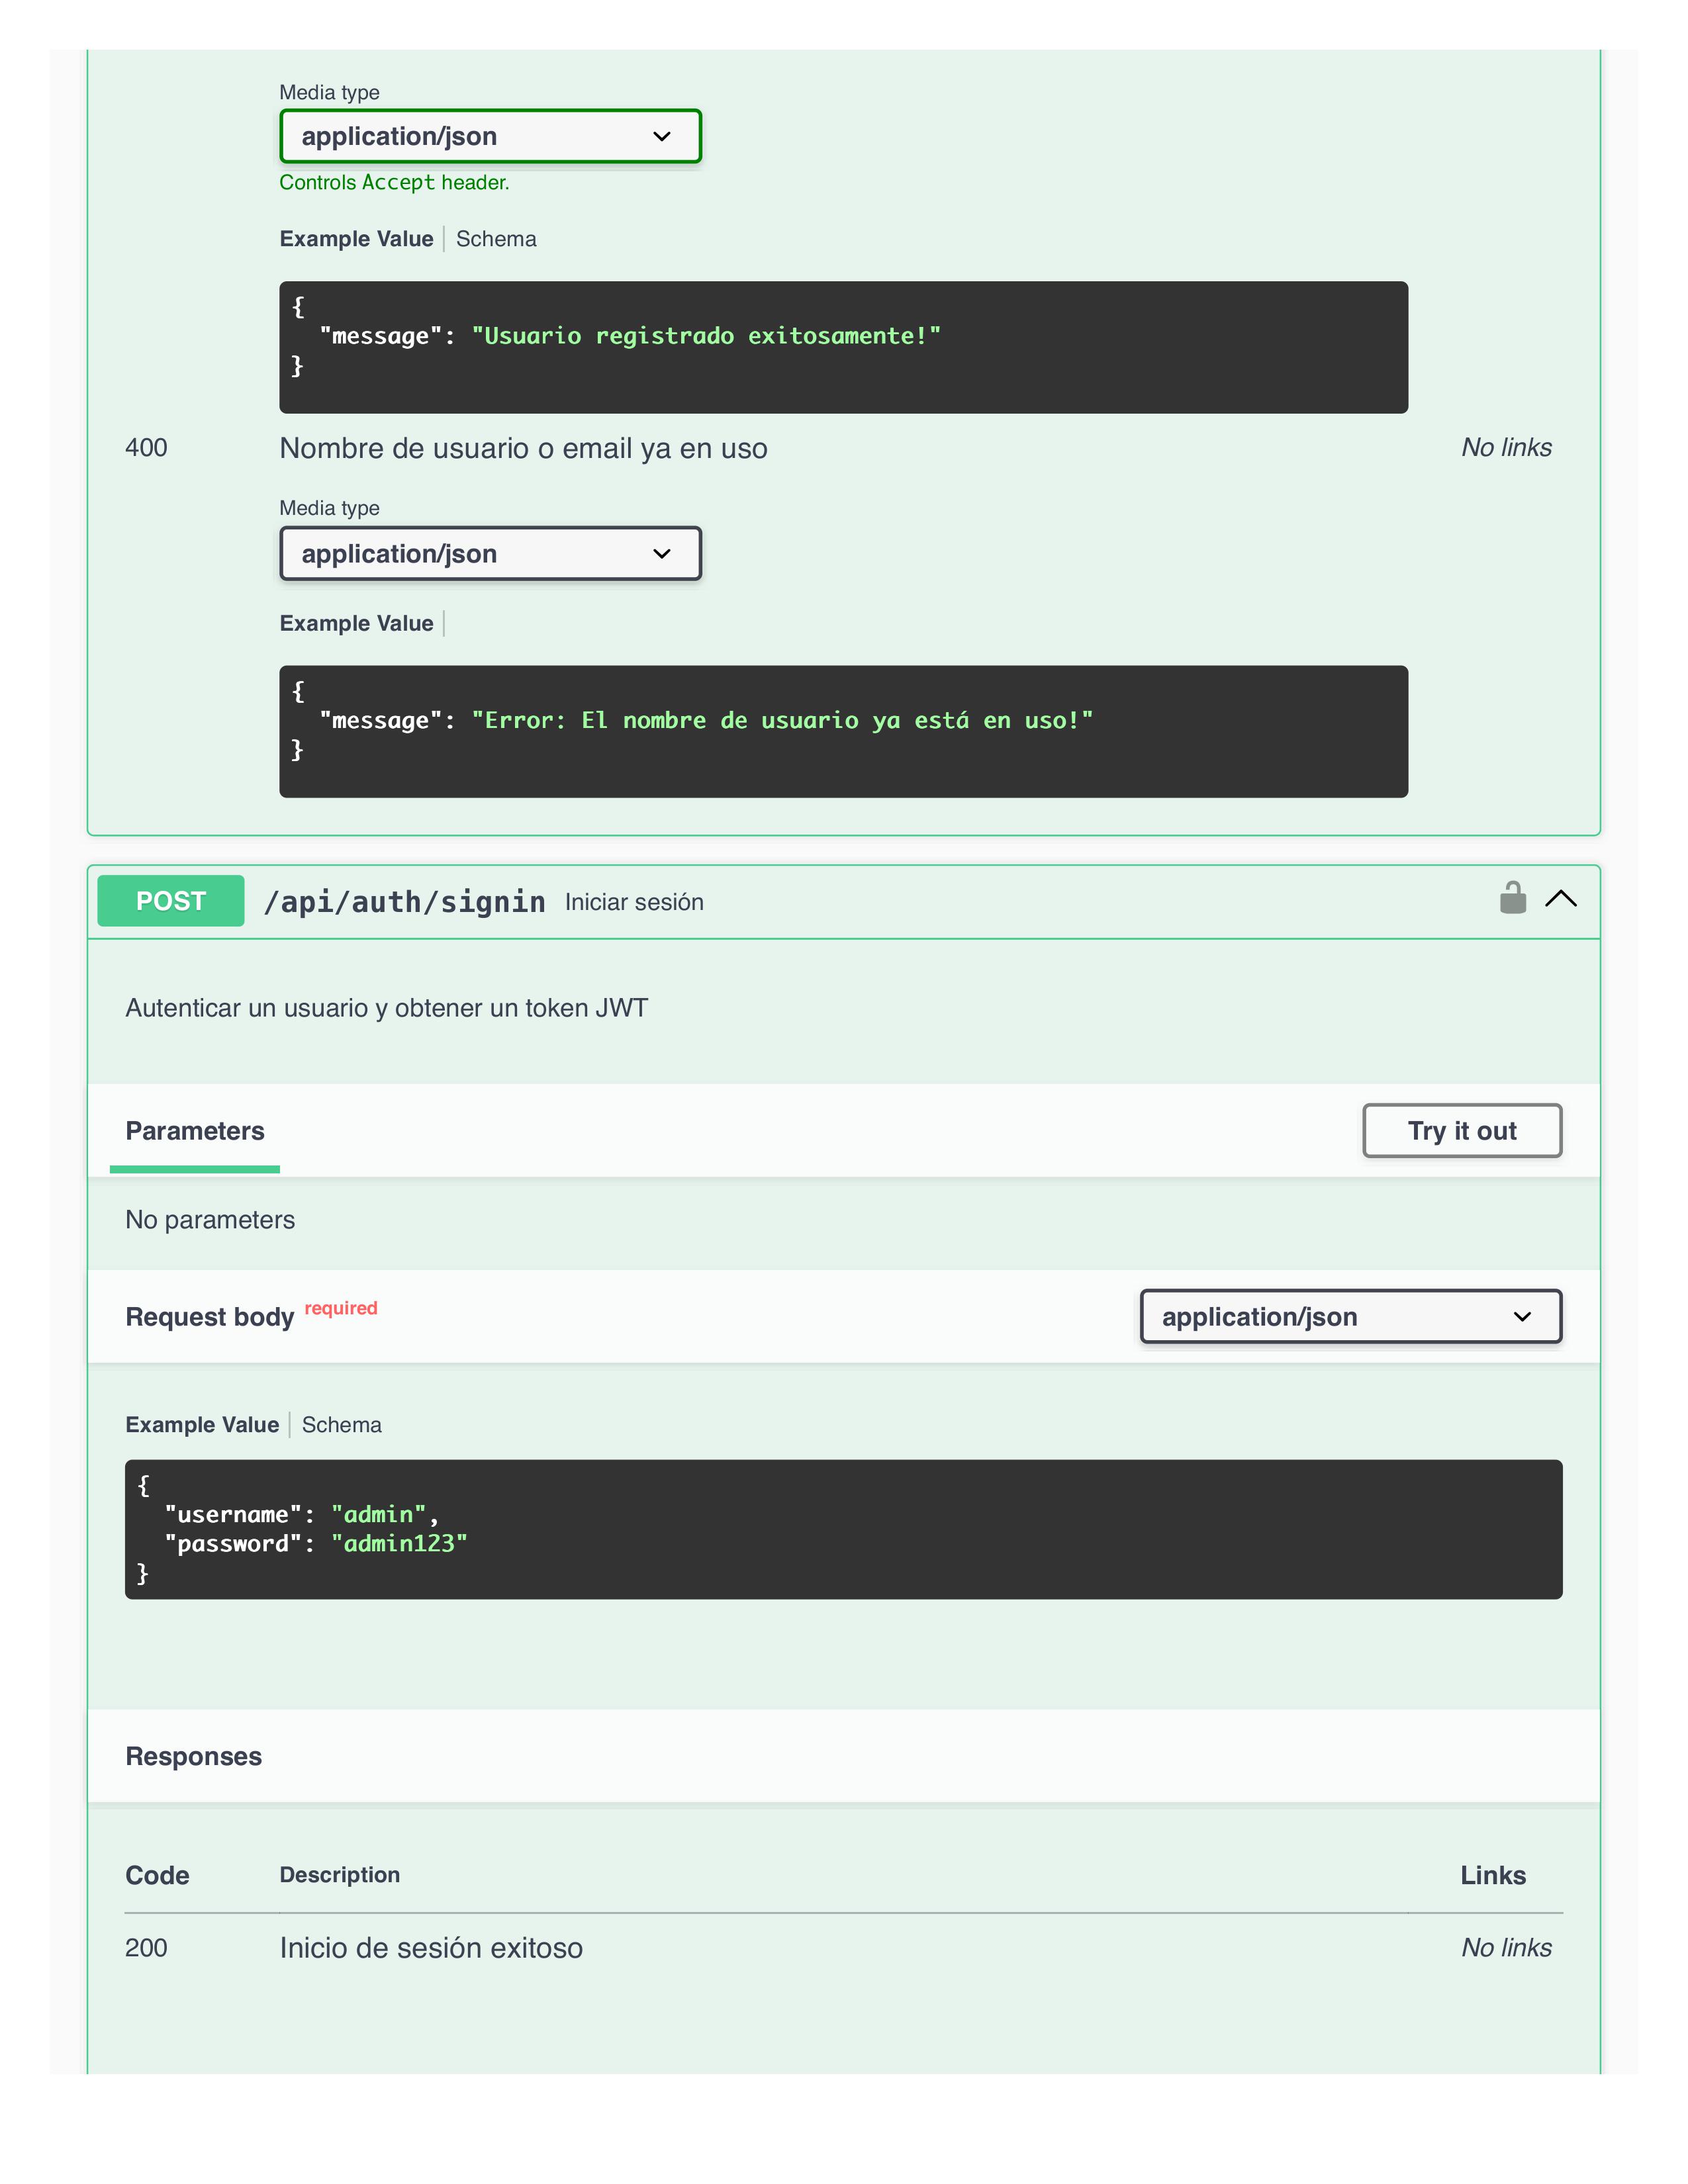 Media type
application/json
Controls Accept header.
Example Value Schema
{
"message": "Usuario registrado exitosamente!"
}
400 Nombre de usuario o email ya en uso No links
Media type
application/json
Example Value
{
"message": "Error: El nombre de usuario ya está en uso!"
}
POST /api/auth/signin Iniciar sesión
Autenticar un usuario y obtener un token JWT
Parameters Try it out
No parameters
Request body required application/json
Example Value Schema
{
"username": "admin",
"password": "admin123"
}
Responses
Code Description Links
200 Inicio de sesión exitoso No links